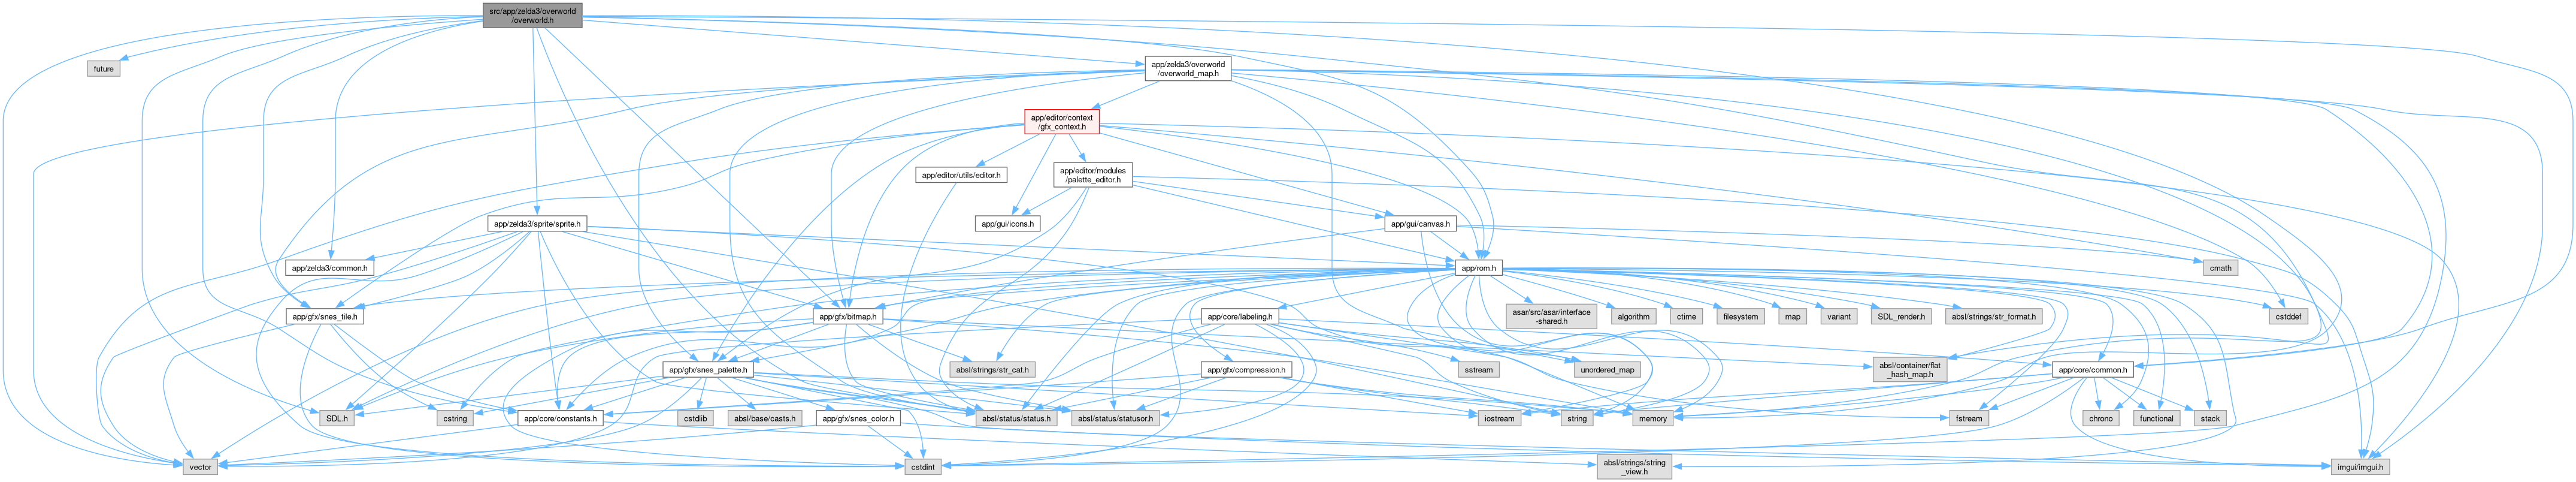 src/app/zelda3/overworld
/overworld.h
future
app/zelda3/overworld
/overworld_map.h
app/editor/context
/gfx_context.h
app/editor/utils/editor.h
app/editor/modules
/palette_editor.h
app/zelda3/sprite/sprite.h
app/gui/icons.h
app/gui/canvas.h
app/zelda3/common.h
app/rom.h
cmath
app/gfx/snes_tile.h
app/gfx/bitmap.h
app/core/labeling.h
asar/src/asar/interface
-shared.h
algorithm
ctime
filesystem
map
variant
SDL_render.h
absl/strings/str_format.h
cstddef
app/gfx/snes_palette.h
absl/strings/str_cat.h
app/gfx/compression.h
sstream
unordered_map
absl/container/flat
_hash_map.h
app/core/common.h
SDL.h
cstring
app/core/constants.h
cstdlib
absl/base/casts.h
app/gfx/snes_color.h
absl/status/status.h
absl/status/statusor.h
iostream
string
memory
fstream
chrono
functional
stack
vector
cstdint
absl/strings/string
_view.h
imgui/imgui.h